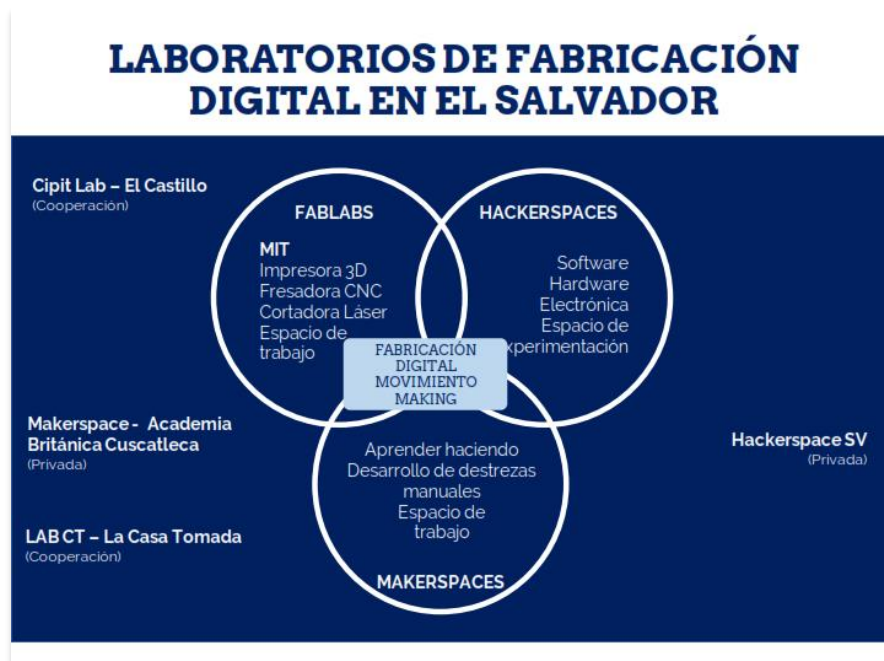 LABORATORIOS DE FABRICACIÓN
DIGITAL EN EL SALVADOR
Cipit Lab – El Castillo
(Cooperación)
FABLABS
MIT
Impresora 3D
Fresadora CNC
Cortadora Láser
Espacio de
trabajo
HACKERSPACES
Software
Hardware
Electrónica
Espacio de
xperimentación
FABRICACIÓN
DIGITAL
MOVIMIENTO
MAKING
Makerspace - Academia
Británica Cuscatleca
(Privada)
Hackerspace SV
(Privada)
Aprender haciendo
Desarrollo de destrezas
manuales
Espacio de
trabajo
MAKERSPACES
LAB CT – La Casa Tomada
(Cooperación)